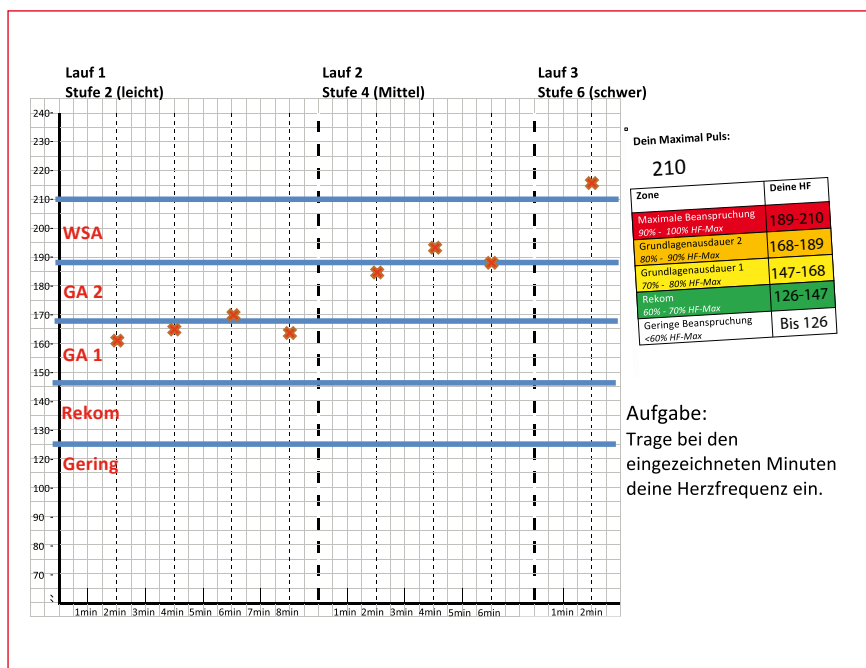 Lauf 1
Stufe 2 (leicht)
Lauf 2
Stufe 4 (Mittel)
Lauf 3
Stufe 6 (schwer)
240-
230-
220-
210-
200-
190-
180-
170-
160-
150-
140-
130-
120-
110-
100-
90-
80-
70-
WSA
GA 2
GA 1
Rekom
Gering
1min 2min 3min 4min 5min 6min 7min 8min 1min 2min 3min 4min 5min 6min 1min 2min
Dein Maximal Puls:
210
Zone Deine HF
Maximale Beanspruchung
90% - 100% HF-Max
189-210
Grundlagenausdauer 2
80% - 90% HF-Max
168-189
Grundlagenausdauer 1
70% - 80% HF-Max
147-168
Rekom
60% - 70% HF-Max
126-147
Geringe Beanspruchung
<60% HF-Max
Bis 126
Aufgabe:
Trage bei den
eingezeichneten Minuten
deine Herzfrequenz ein.